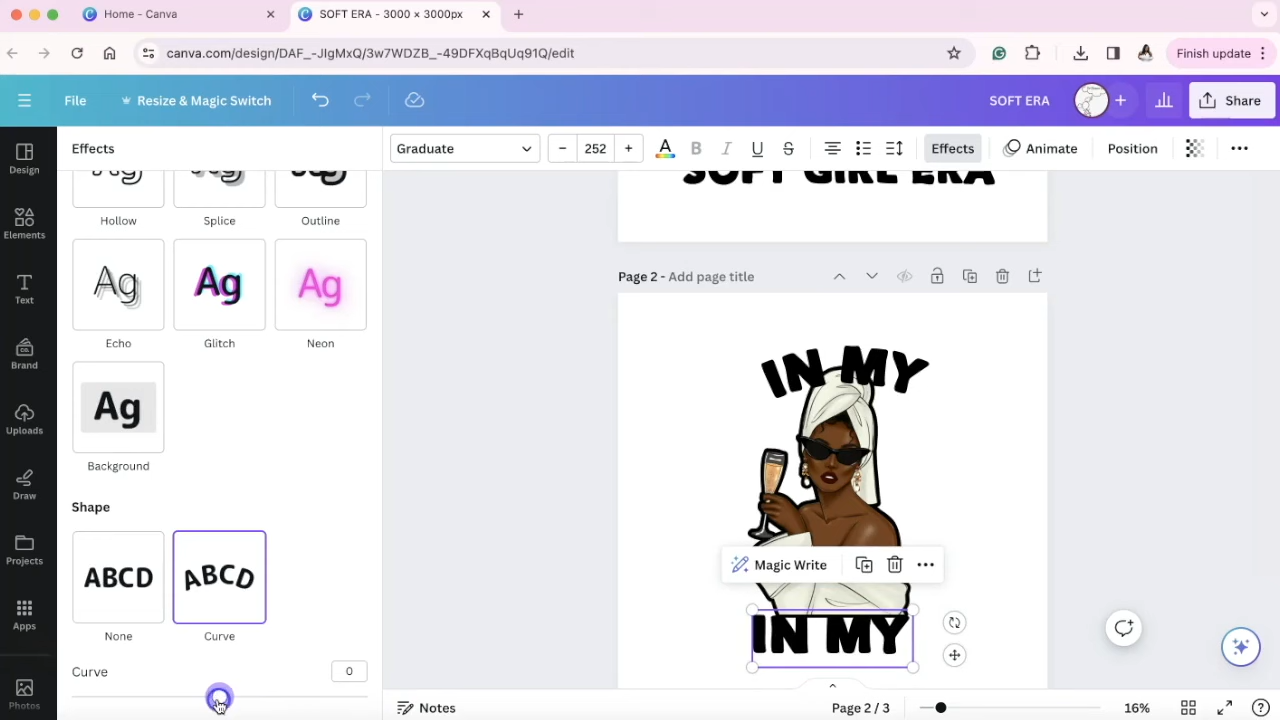 Home - Canva
SOFT ERA - 3000 × 3000px
canva.com/design/DAF_-JIgMxQ/3w7WDZB_-49DFXqBqUq91Q/edit
Finish update
File
Resize & Magic Switch
SOFT ERA
Share
Effects
Graduate
252
A
B
I
U
S
Effects
Animate
Position
Design
Elements
Text
Brand
Uploads
Draw
Projects
Apps
Photos
Ag
Hollow
Splice
Outline
Ag
Ag
Ag
Echo
Glitch
Neon
Ag
Background
Shape
ABCD
ABCD
None
Curve
Curve
0
SOFT GIRL ERA
Page 2 - Add page title
IN MY
Magic Write
IN MY
Notes
Page 2 / 3
16%